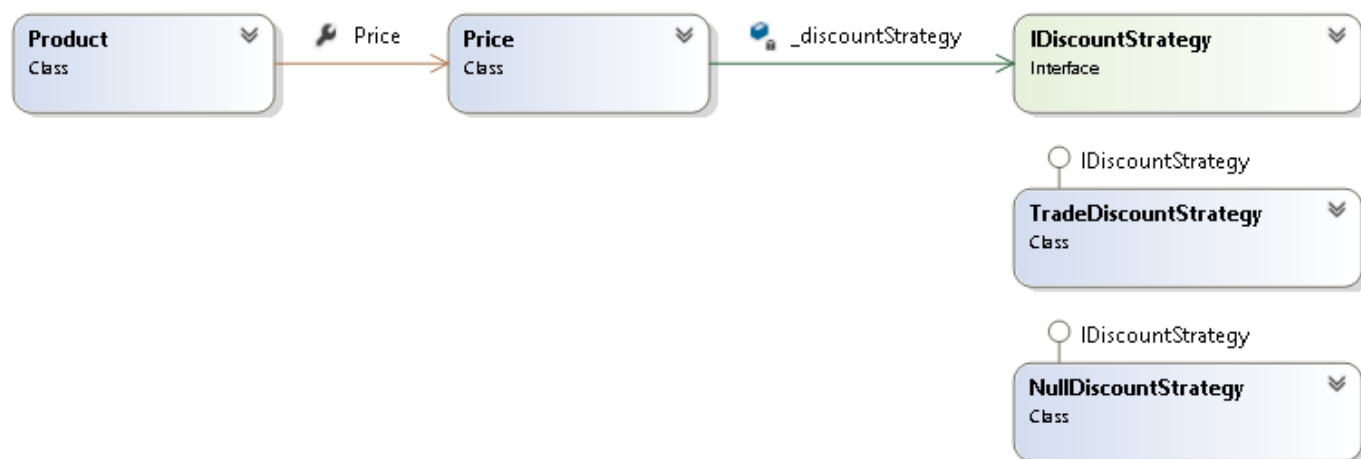 Product
Class
Price
Price
Class
_discountStrategy
IDiscountStrategy
Interface
IDiscountStrategy
TradeDiscountStrategy
Class
IDiscountStrategy
NullDiscountStrategy
Class